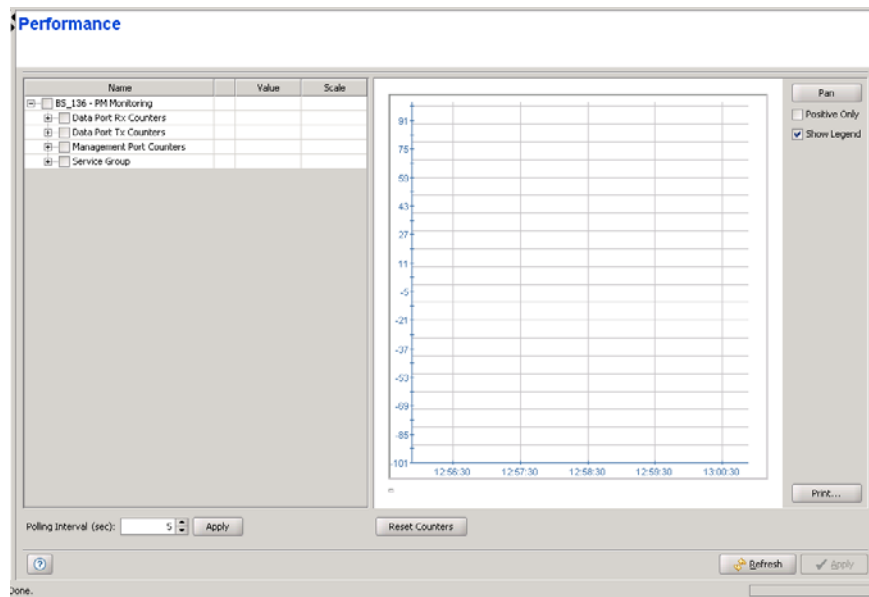 Performance
Name Value Scale
BS_136 - PM Monitoring
Data Port Rx Counters
Data Port Tx Counters
Management Port Counters
Service Group
91
75
59
43
27
11
-5
-21
-37
-53
-69
-85
-101
12:56:30 12:57:30 12:58:30 12:59:30 13:00:30
Pan
Positive Only
Show Legend
Print...
Polling Interval (sec): 5 Apply
Reset Counters
Refresh Apply
Done.